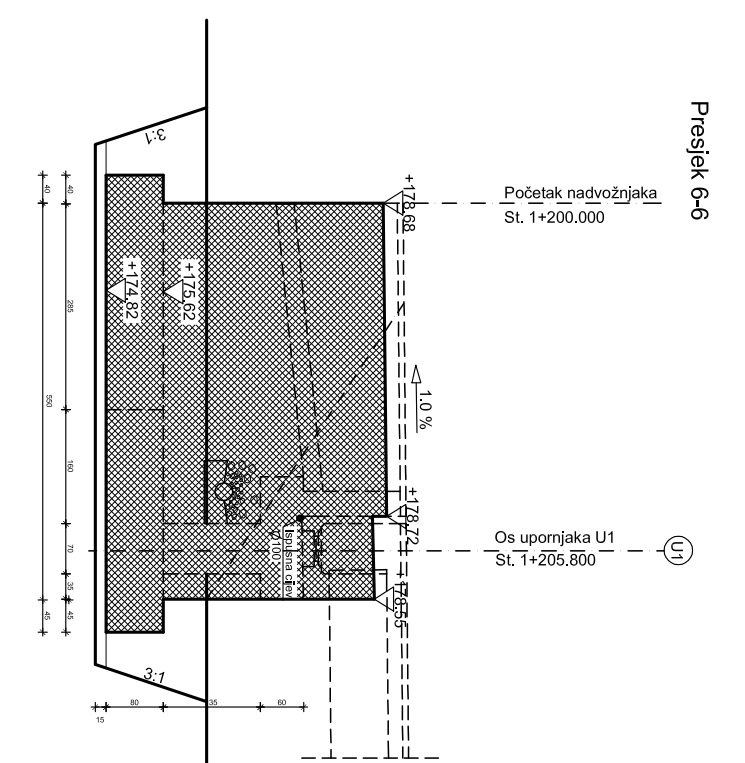 Presjek 6-6
Početak nadvožnjaka
St. 1+200.000
Os upornjaka U1
St. 1+205.800
U1
+178.68
1.0 %
+178.72
+178.55
+175.62
+174.82
Ispusna cijev
Ø100
3:1
3:1
40
285
160
70
35
45
40
550
45
15
80
35
60